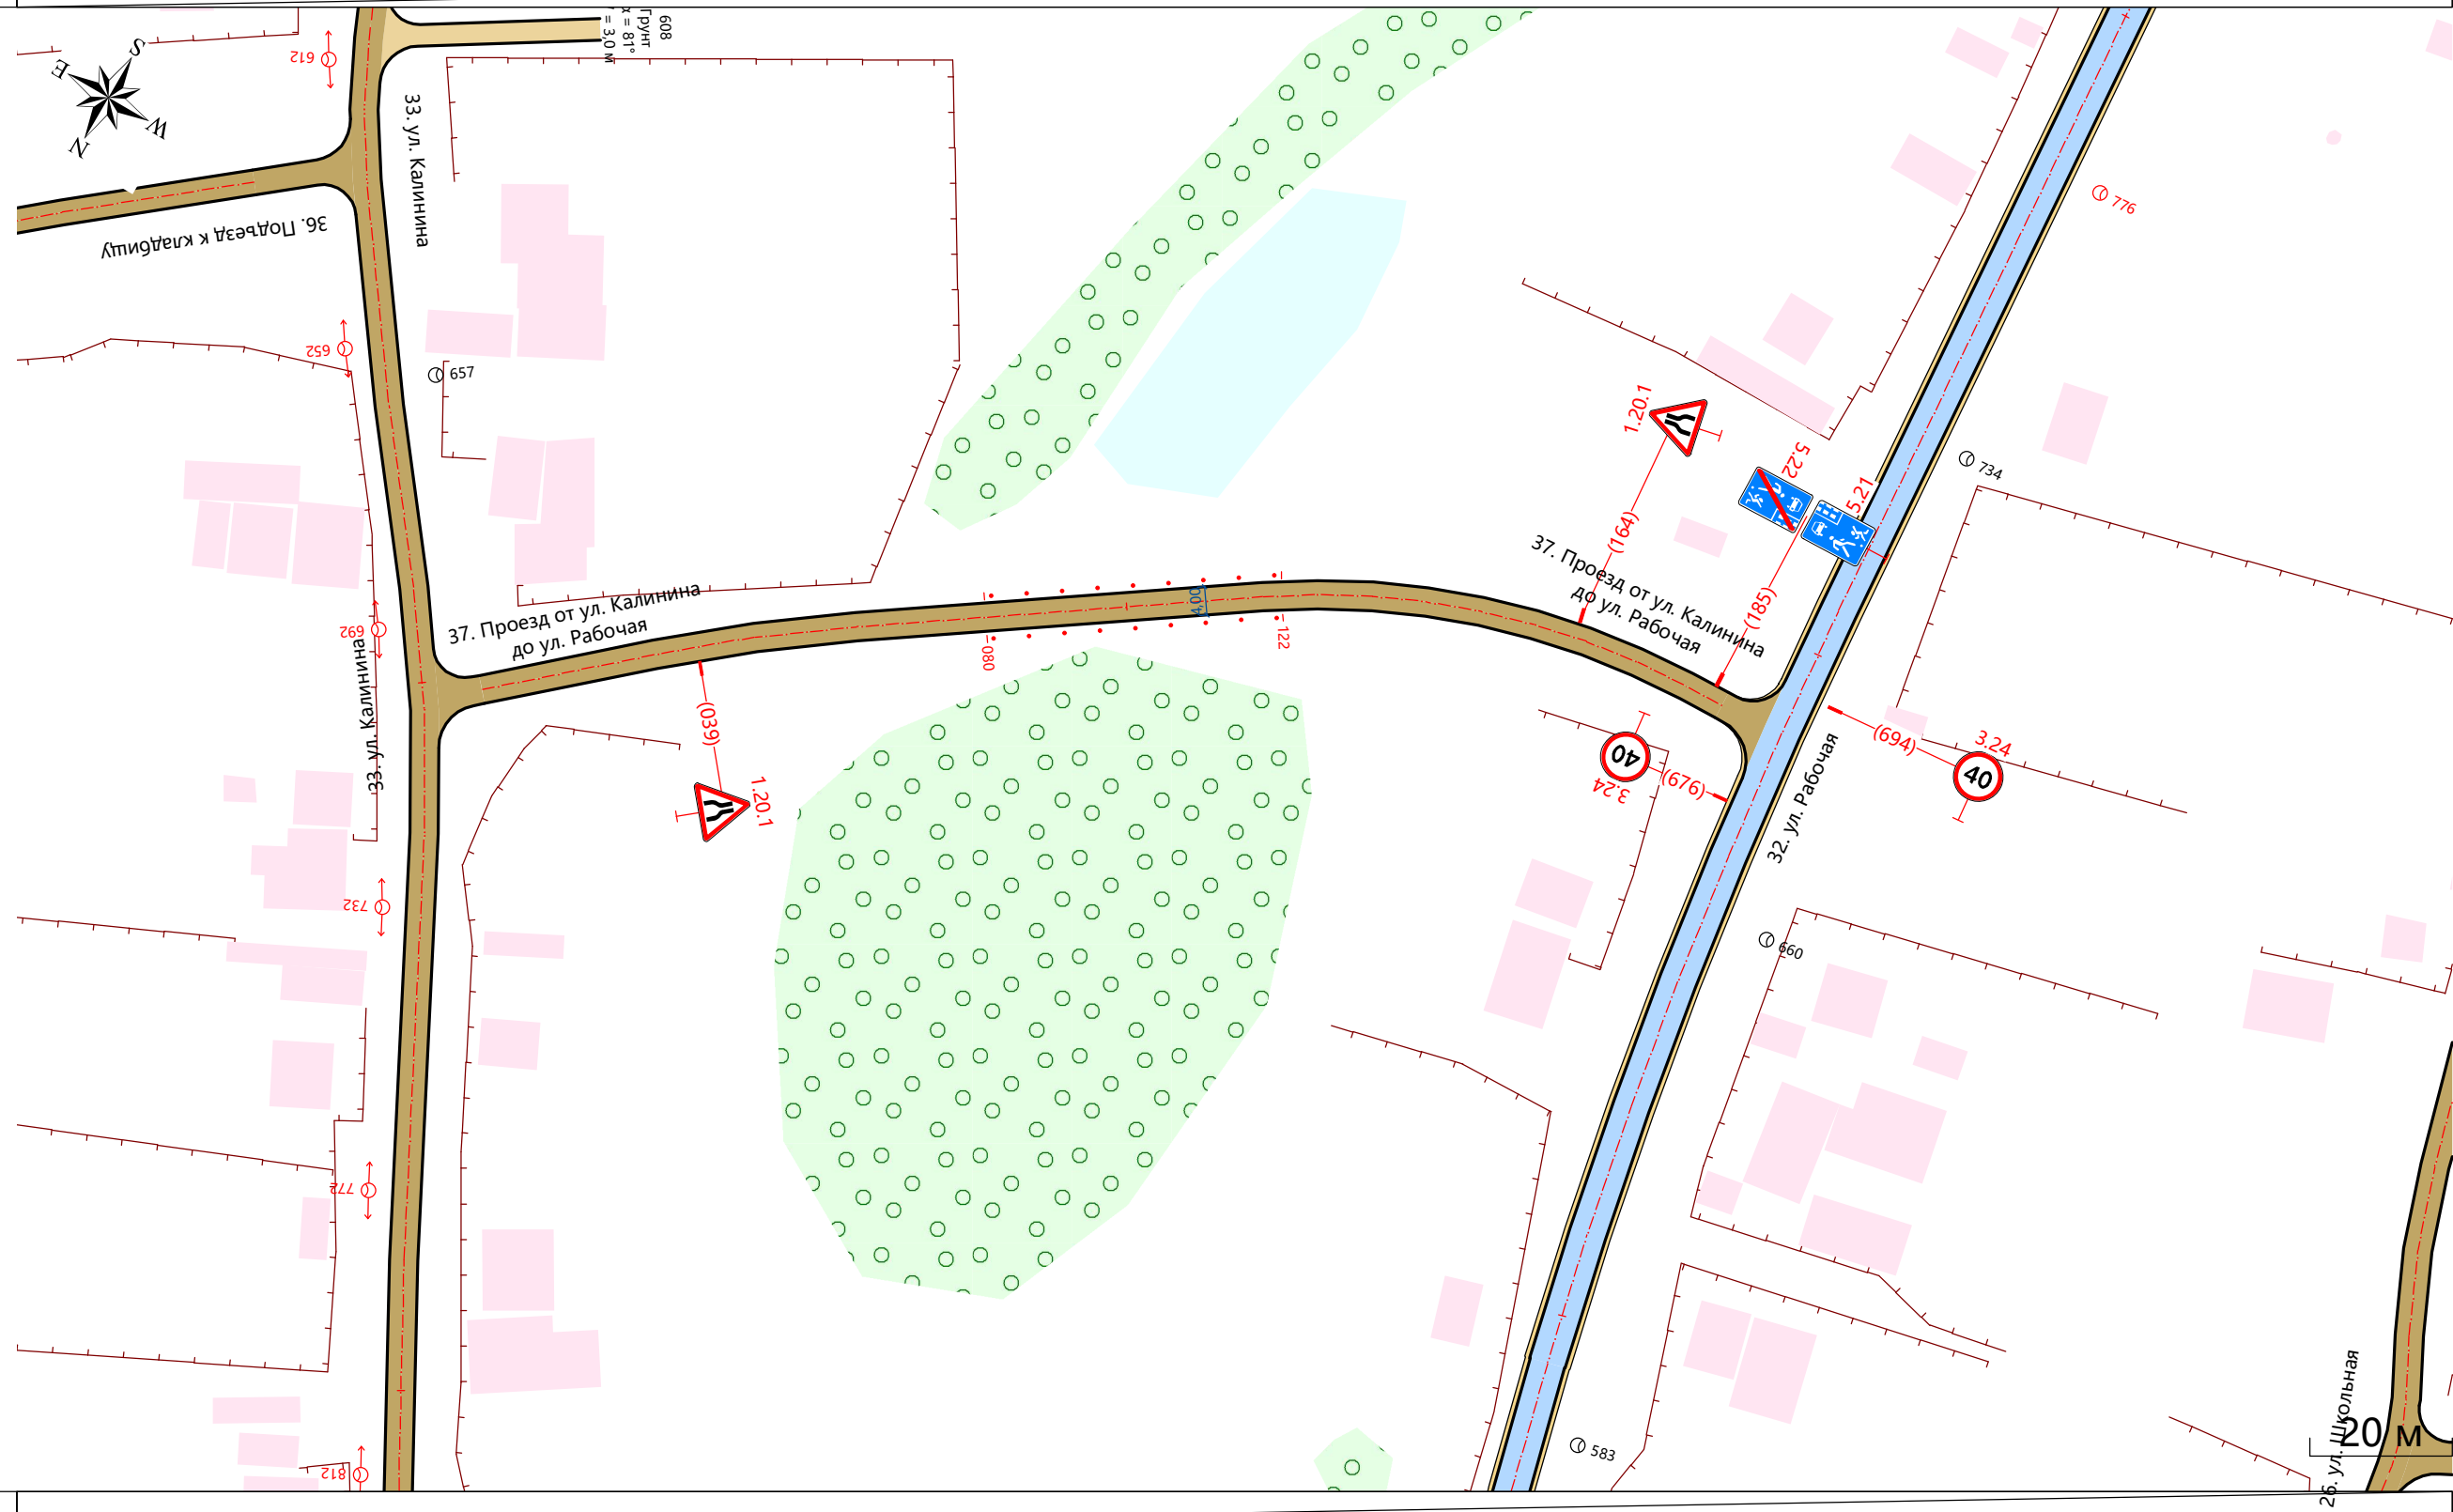 608
Грунт
α = 81°
= 3,0 м
612
S
E
W
N
33. ул. Калинина
36. Подъезд к кладбищу
652
657
776
1.20.1
5.22
5.21
734
(164)
(185)
37. Проезд от ул. Калинина
до ул. Рабочая
37. Проезд от ул. Калинина
до ул. Рабочая
4,00
080
122
692
33. ул. Калинина
(039)
1.20.1
40
3.24
(676)
(694)
3.24
40
32. ул. Рабочая
732
660
772
812
583
26. ул. Школьная
20 м